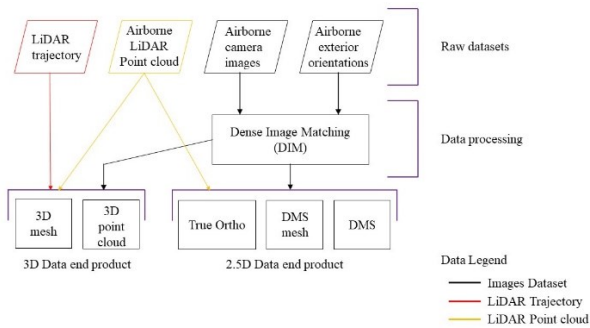 LiDAR
trajectory
Airborne
LiDAR
Point cloud
Airborne
camera
images
Airborne
exterior
orientations
Raw datasets
Dense Image Matching
(DIM)
Data processing
3D
mesh
3D
point
cloud
True Ortho
DMS
mesh
DMS
3D Data end product
2.5D Data end product
Data Legend
Images Dataset
LiDAR Trajectory
LiDAR Point cloud